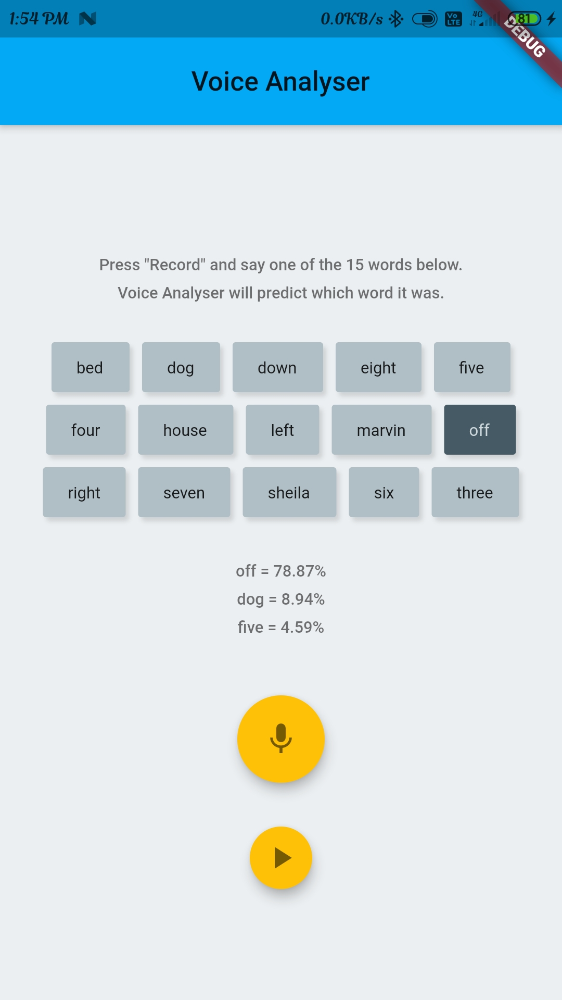 1:54 PM N 0.0KB/s Vo LTE 4G 81
DEBUG
Voice Analyser
Press "Record" and say one of the 15 words below.
Voice Analyser will predict which word it was.
bed dog down eight five
four house left marvin off
right seven sheila six three
off = 78.87%
dog = 8.94%
five = 4.59%